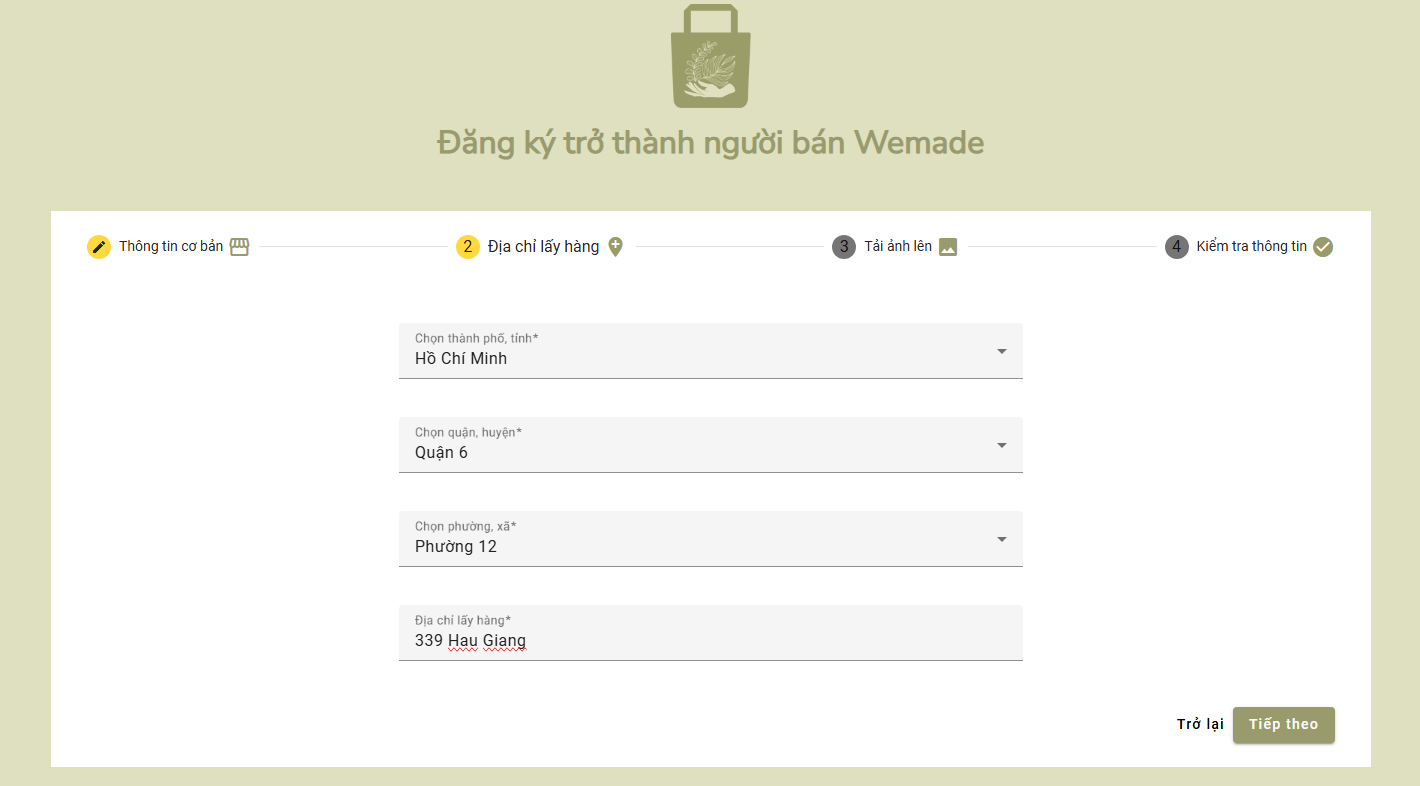 Đăng ký trở thành người bán Wemade
Thông tin cơ bản
2 Địa chỉ lấy hàng
3 Tải ảnh lên
4 Kiểm tra thông tin
Chọn thành phố, tỉnh*
Hồ Chí Minh
Chọn quận, huyện*
Quận 6
Chọn phường, xã*
Phường 12
Địa chỉ lấy hàng*
339 Hau Giang
Trở lại
Tiếp theo